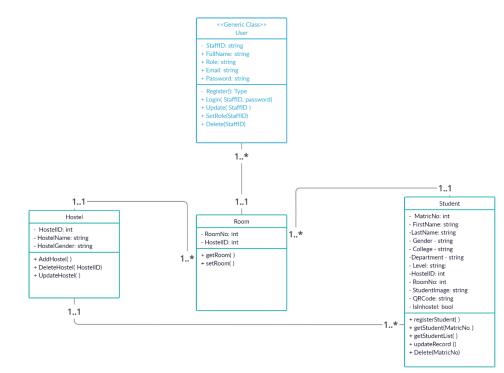 <<Generic Class>>
User
- StaffID: string
+ FullName: string
+ Role: string
+ Email: string
+ Password: string
- Register(): Type
+ Login( StaffID, password)
+ Update( StaffID )
+ SetRole(StaffID)
+ Delete(StaffID)
1..*
1..1
Hostel
- HostelID: int
- HostelName: string
- HostelGender: string
+ AddHostel( )
+ DeleteHostel( HostelID)
+ UpdateHostel( )
1..1
1..*
1..1
Room
- RoomNo: int
- HostelID: int
+ getRoom( )
+ setRoom( )
1..*
1..1
Student
- MatricNo: int
- FirstName: string
-LastName: string
- Gender - string
- College - string
-Department - string
- Level: string:
-HostelID: int
- RoomNo: int
- StudentImage: string
- QRCode: string
- IsInhostel: bool
+ registerStudent( )
+ getStudent(MatricNo )
+ getStudentList( )
+ updateRecord ()
+ Delete(MatricNo)
1..*